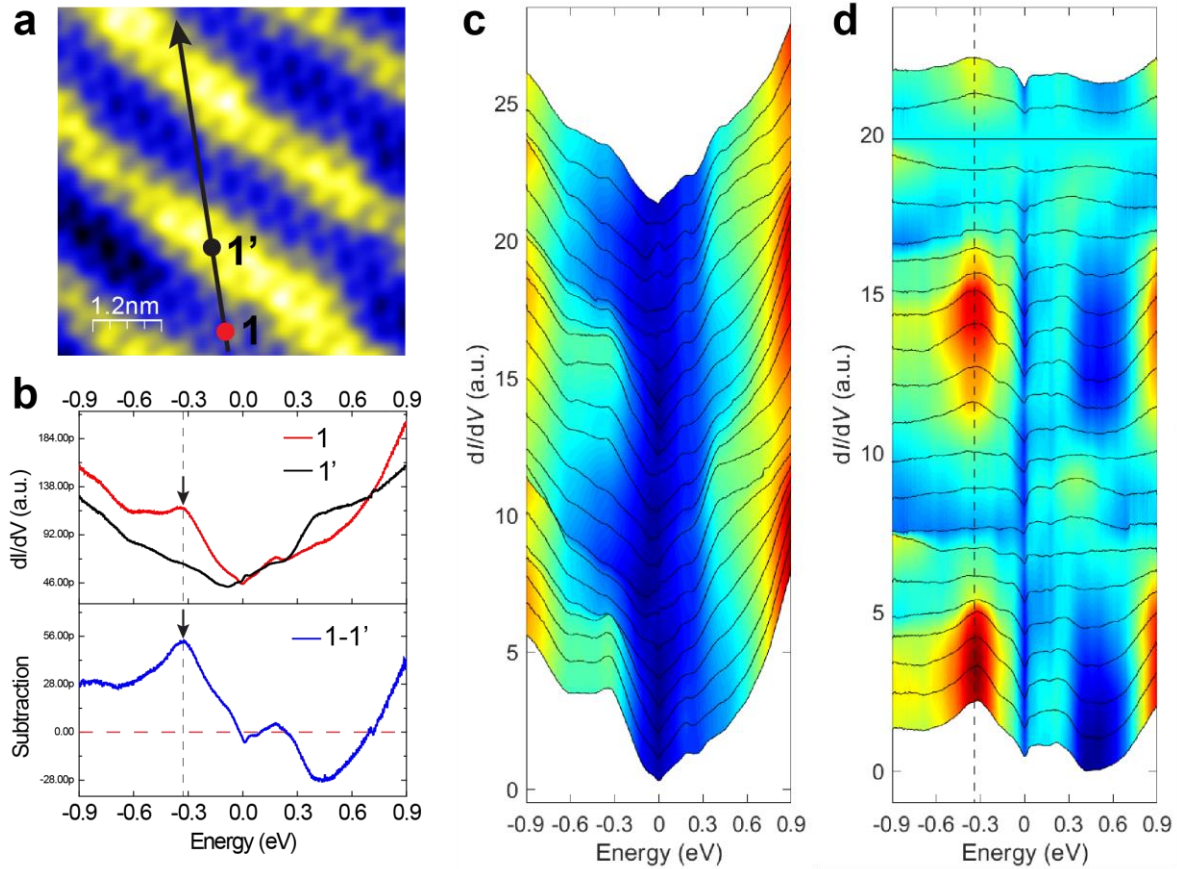 a
1'
1
1.2nm
b
-0.9 -0.6 -0.3 0.0 0.3 0.6 0.9
184.00p
138.00p
92.00p
46.00p
dI/dV (a.u.)
1
1'
56.00p
28.00p
0.00
-28.00p
Subtraction
1-1'
-0.9 -0.6 -0.3 0.0 0.3 0.6 0.9
Energy (eV)
c
25
20
15
10
5
0
dI/dV (a.u.)
-0.9 -0.6 -0.3 0 0.3 0.6 0.9
Energy (eV)
d
20
15
10
5
0
dI/dV (a.u.)
-0.9 -0.6 -0.3 0 0.3 0.6 0.9
Energy (eV)